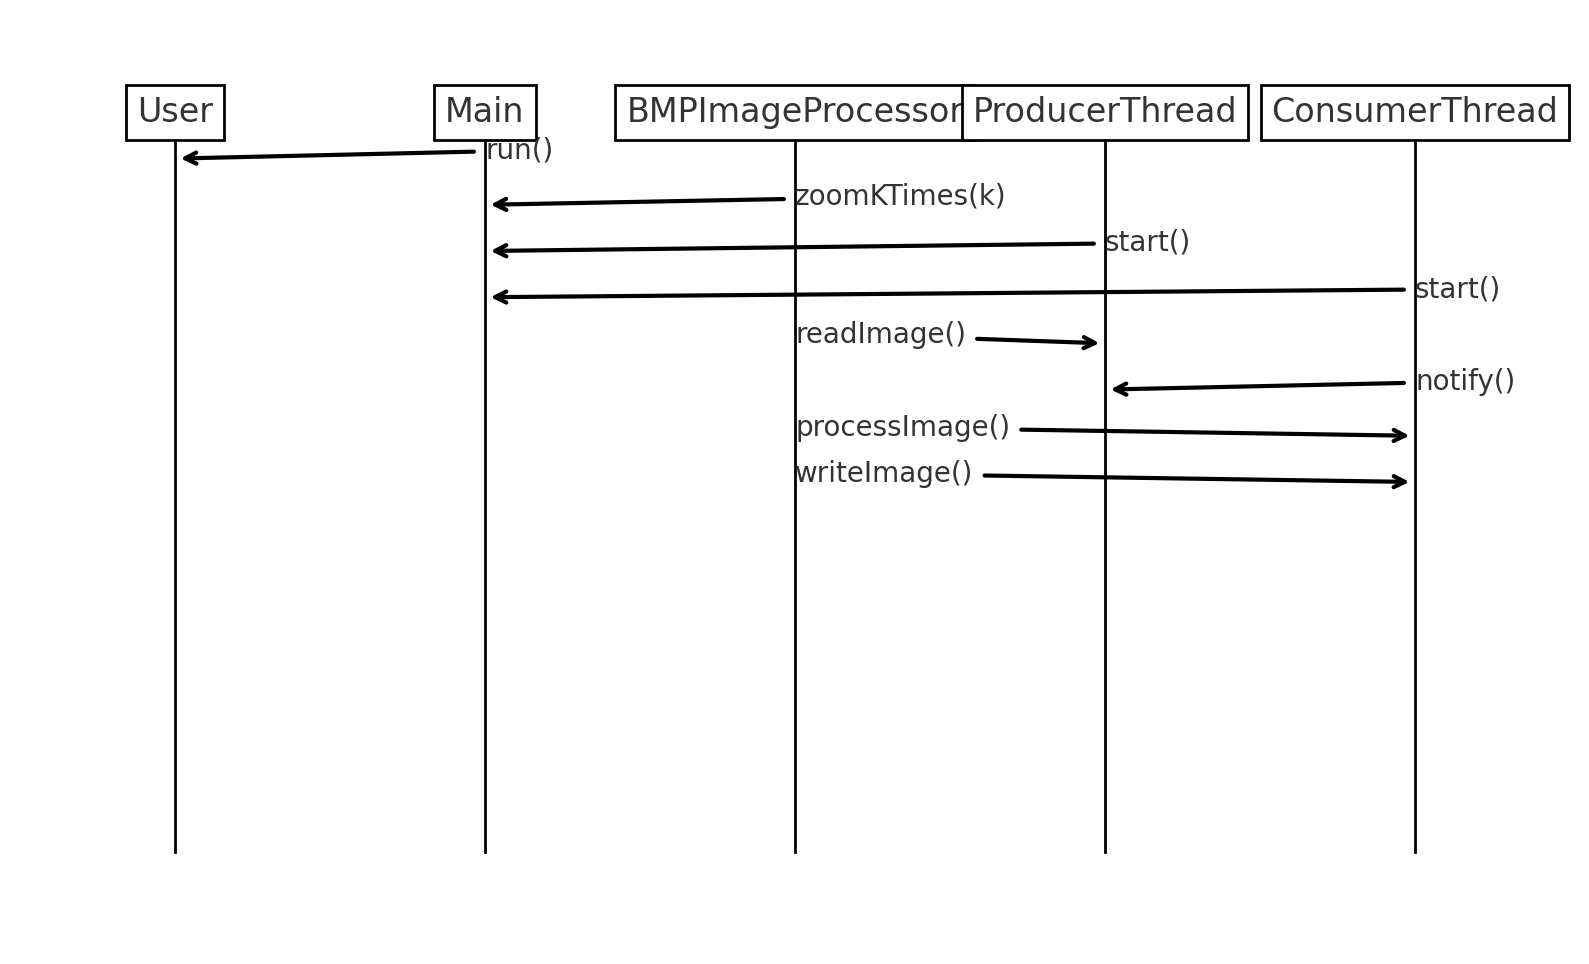 User
Main
BMPImageProcessor
ProducerThread
ConsumerThread
run()
zoomKTimes(k)
start()
start()
readImage()
notify()
processImage()
writeImage()